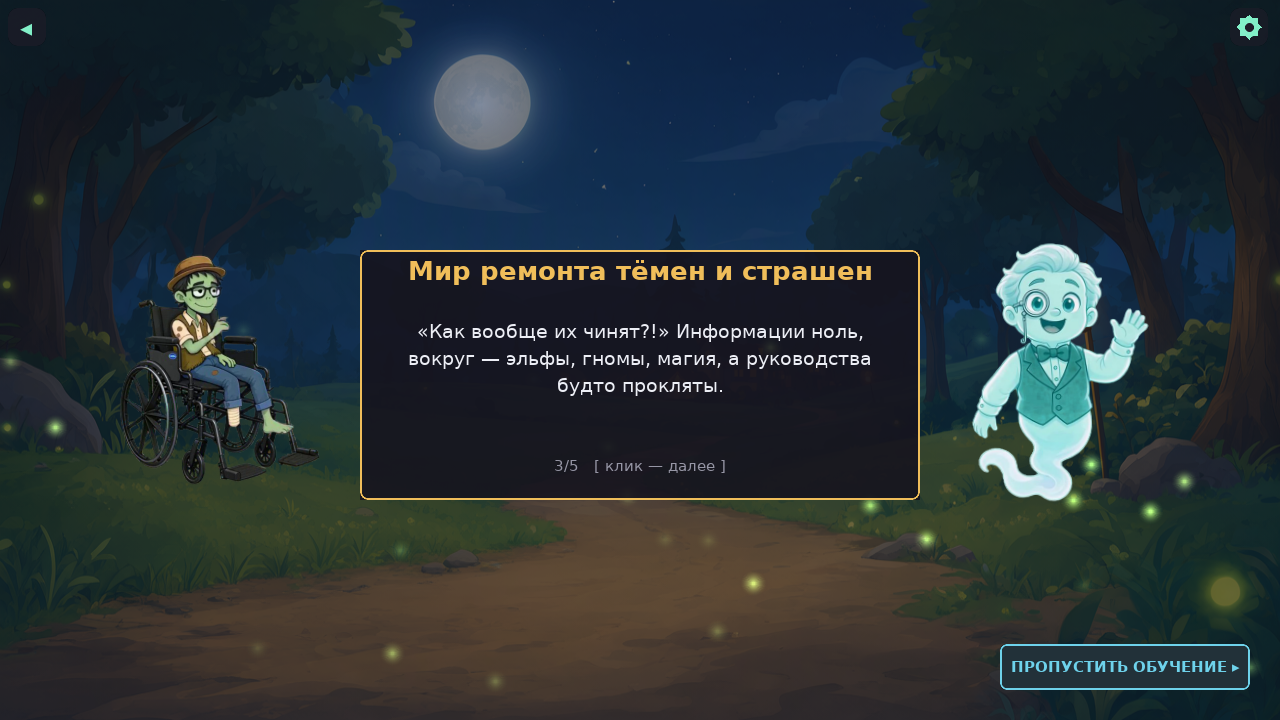 ◀
Мир ремонта тёмен и страшен
«Как вообще их чинят?!» Информации ноль,
вокруг — эльфы, гномы, магия, а руководства
будто прокляты.
3/5 [ клик — далее ]
ПРОПУСТИТЬ ОБУЧЕНИЕ ▸